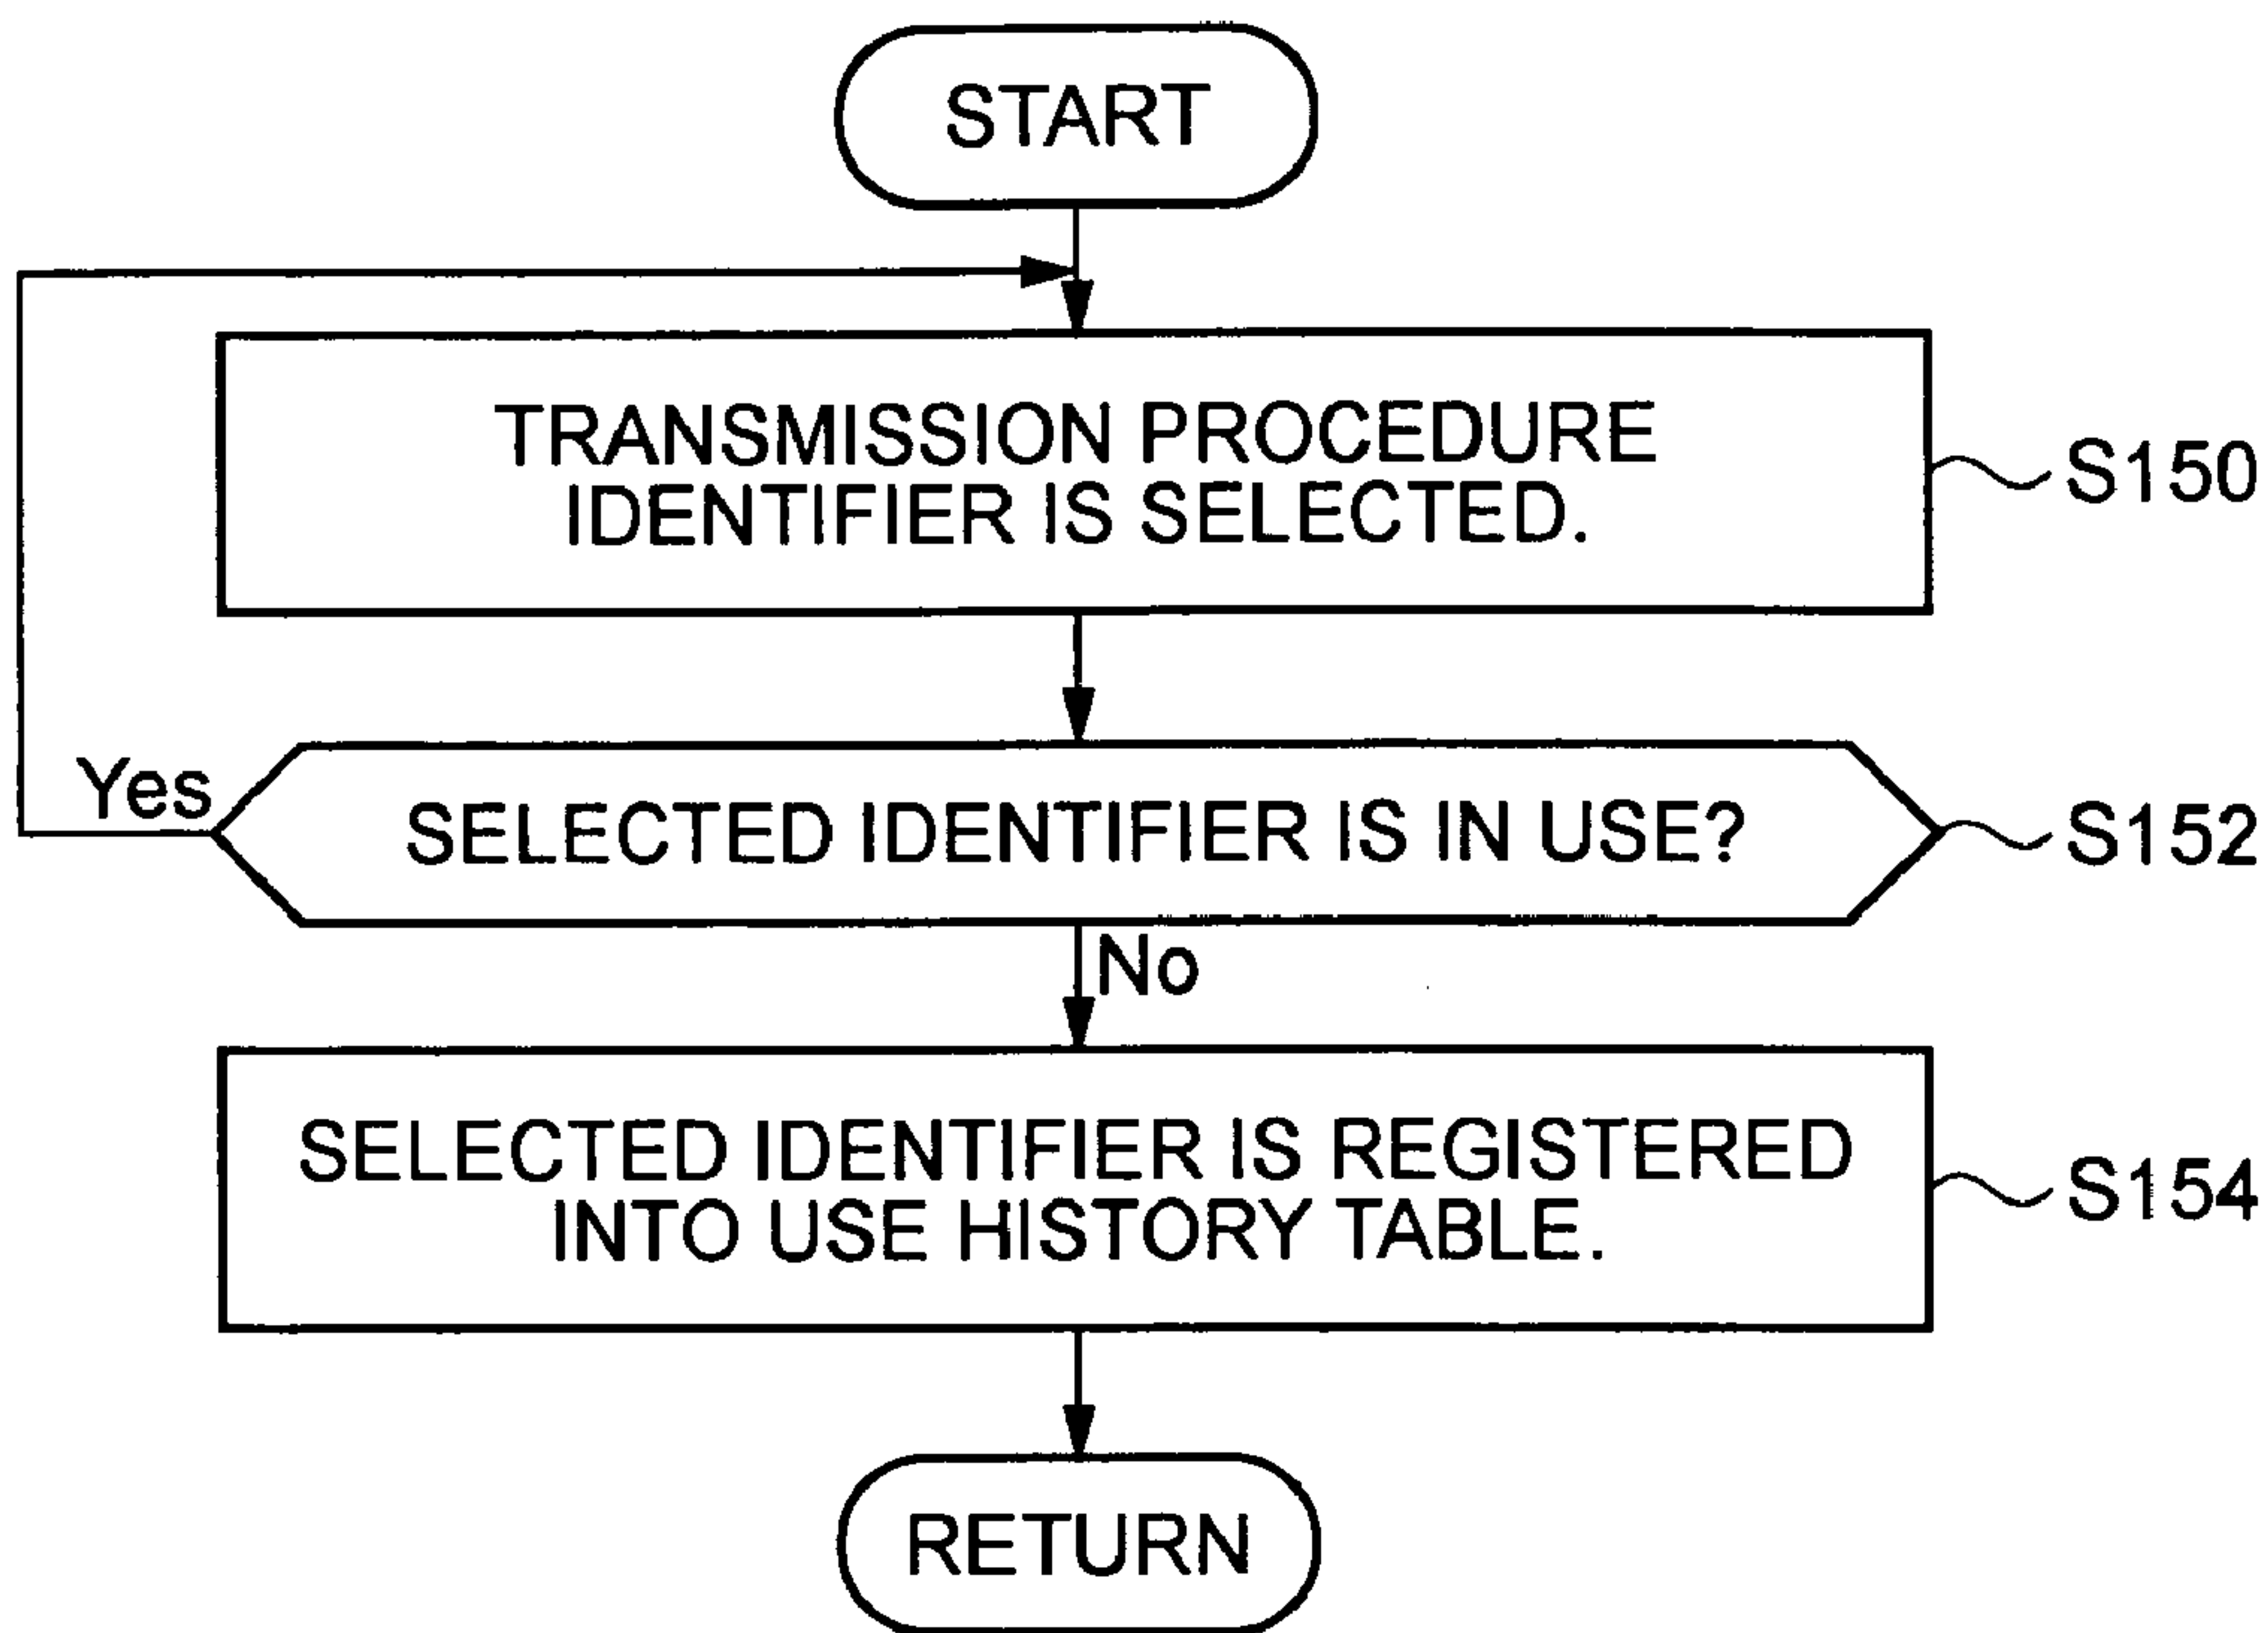 START
TRANSMISSION PROCEDURE
IDENTIFIER IS SELECTED.
S150
Yes
SELECTED IDENTIFIER IS IN USE?
S152
No
SELECTED IDENTIFIER IS REGISTERED
INTO USE HISTORY TABLE.
S154
RETURN